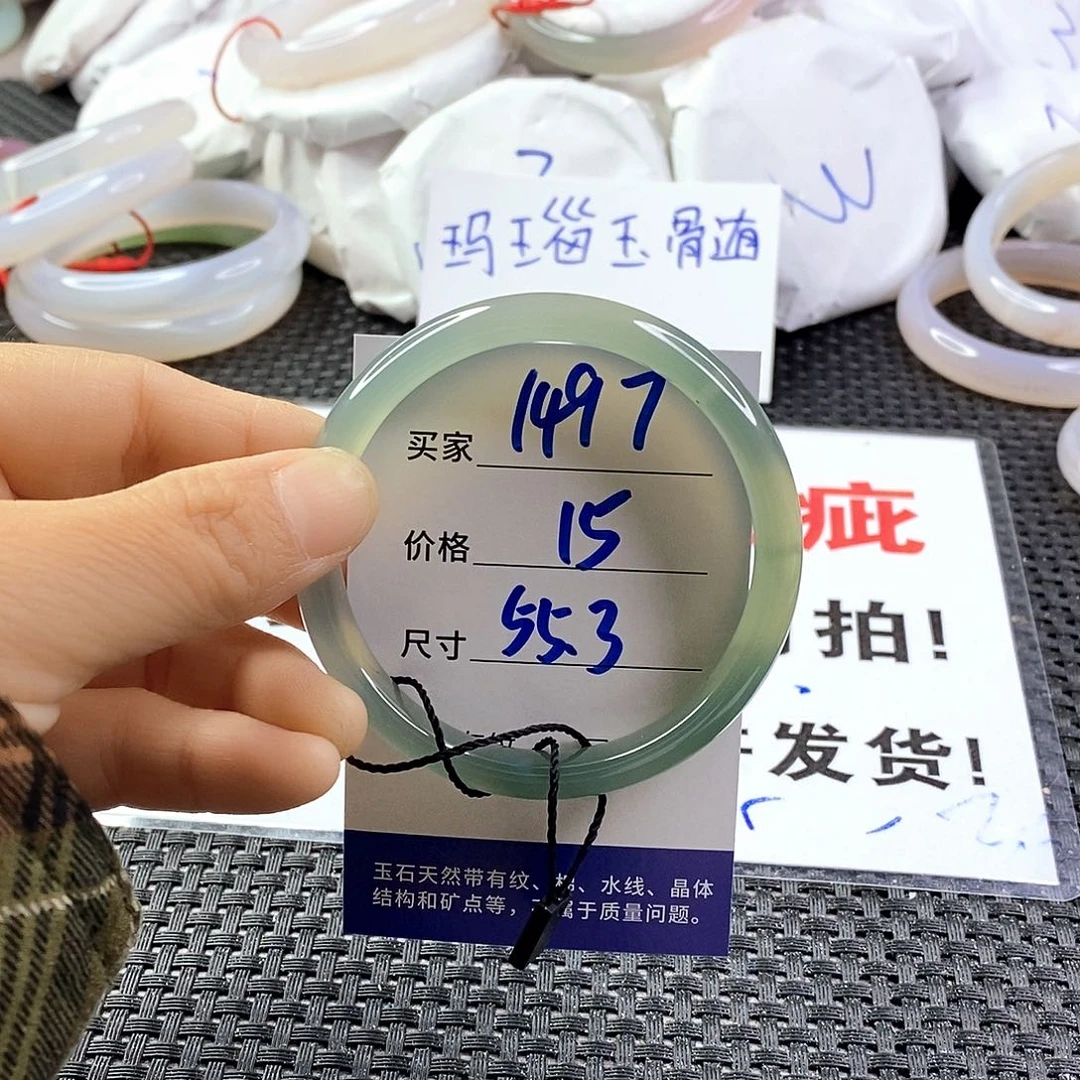 玛瑙玉骨髓
买家 1497
价格 15
尺寸 55.3
疵
拍!
发货!
玉石天然带有纹、棉、水线、晶体
结构和矿点等，不属于质量问题。